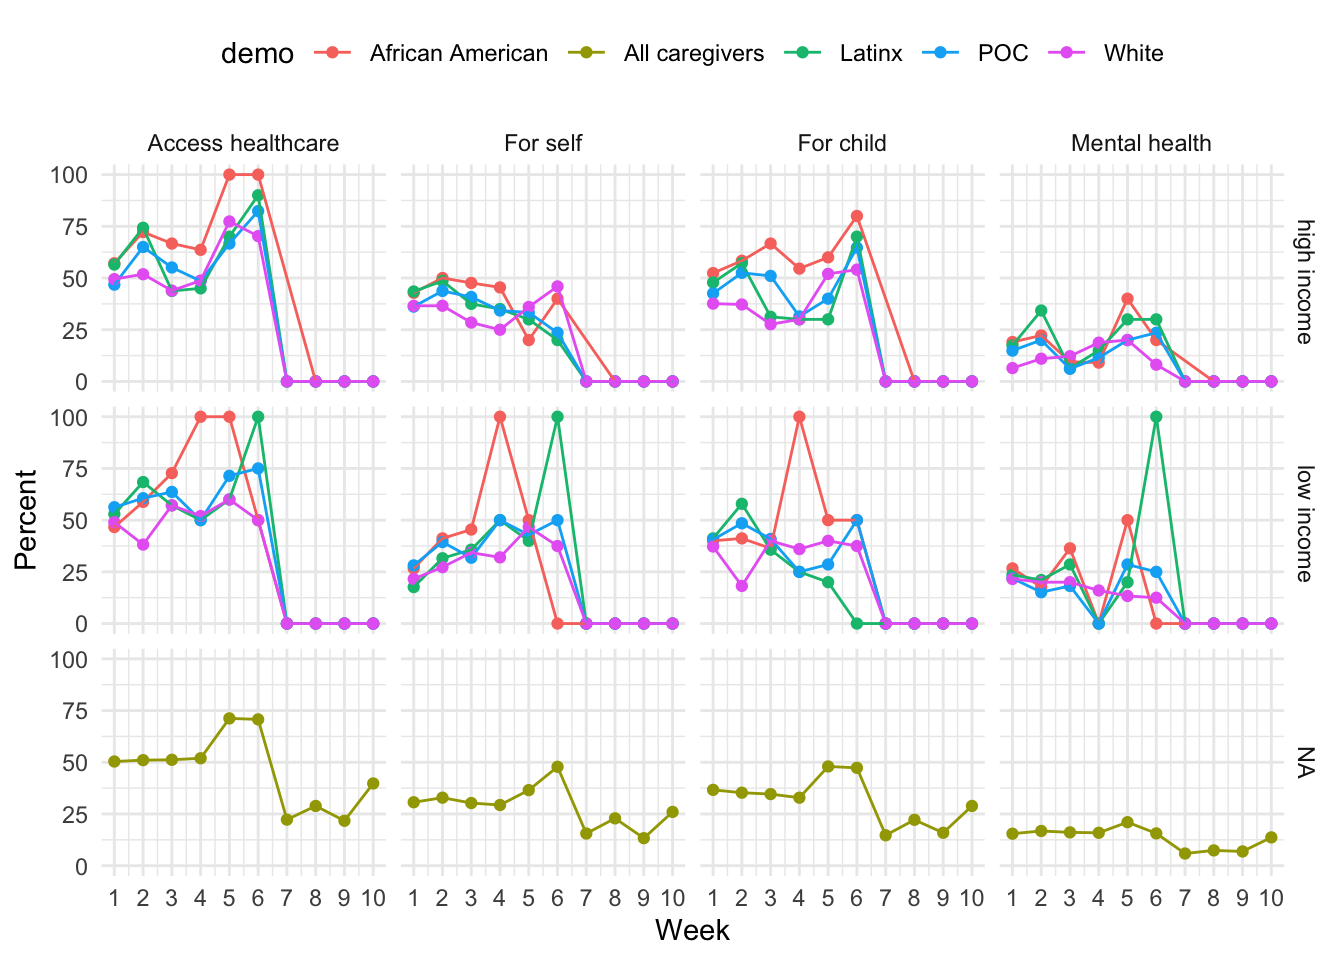 demo African American All caregivers Latinx POC White
Access healthcare For self For child Mental health
100
75
50
25
0
high income
100
75
50
25
0
low income
100
75
50
25
0
NA
Percent
1 2 3 4 5 6 7 8 9 10 1 2 3 4 5 6 7 8 9 10 1 2 3 4 5 6 7 8 9 10 1 2 3 4 5 6 7 8 9 10
Week